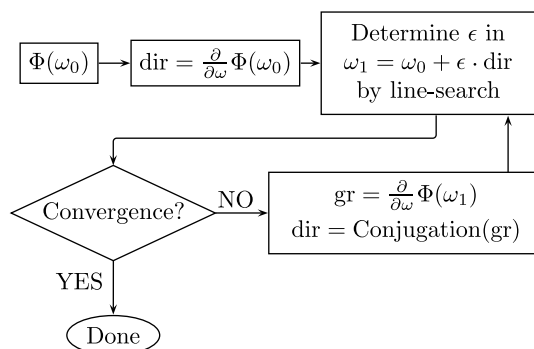 Φ(ω₀)
dir = ∂/∂ω Φ(ω₀)
Determine ϵ in
ω₁ = ω₀ + ϵ · dir
by line-search
Convergence?
NO
gr = ∂/∂ω Φ(ω₁)
dir = Conjugation(gr)
YES
Done